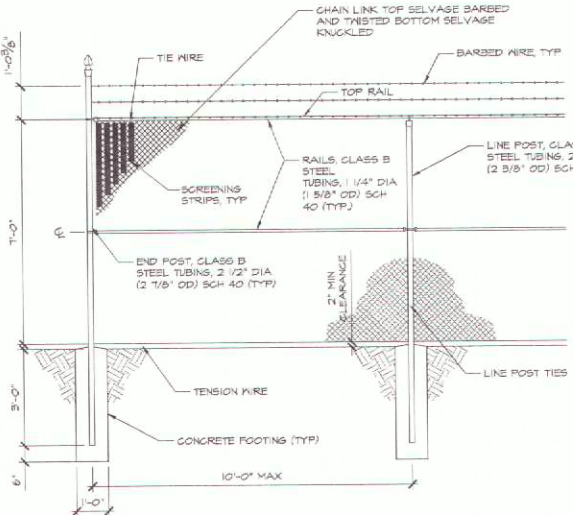 CHAIN LINK TOP SELVAGE BARBED
AND TWISTED BOTTOM SELVAGE
KNUCKLED
TIE WIRE
BARBED WIRE, TYP
TOP RAIL
1'-0⅝"
RAILS, CLASS B
STEEL
TUBING, 1 1/4" DIA
(1 5/8" OD) SCH
40 (TYP.)
LINE POST, CLA
STEEL TUBING, 2
(2 3/8" OD) SCH
SCREENING
STRIPS, TYP
7'-0"
END POST, CLASS B
STEEL TUBING, 2 1/2" DIA
(2 7/8" OD) SCH 40 (TYP)
2" MIN
CLEARANCE
LINE POST TIES
TENSION WIRE
3'-0"
CONCRETE FOOTING (TYP)
6"
10'-0" MAX
1'-0"